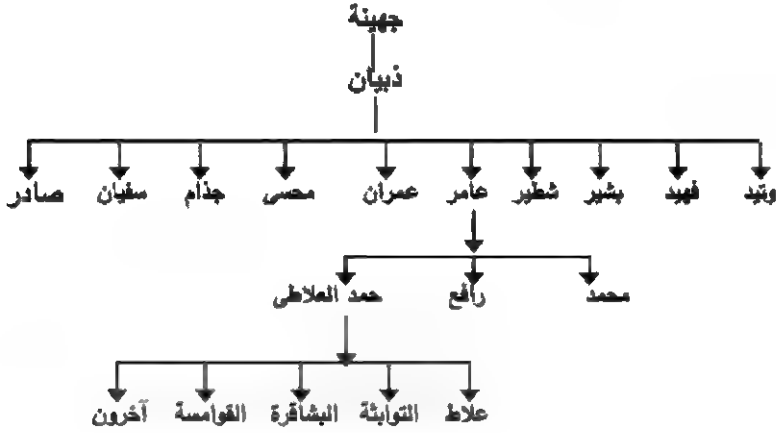 جهينة
ذبيان
وتيد فهيد بشير شطير عامر عمران محسى جذام سفيان صادر
محمد رافع حمد العلاطى
علاط التوابثة البشاقرة القوامسة آخرون